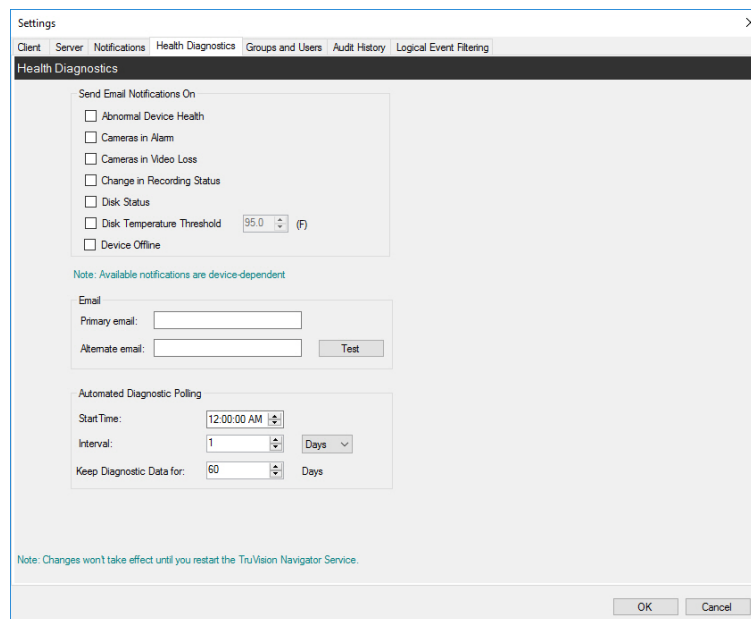 Settings
Client Server Notifications Health Diagnostics Groups and Users Audit History Logical Event Filtering
Health Diagnostics
Send Email Notifications On
Abnormal Device Health
Cameras in Alarm
Cameras in Video Loss
Change in Recording Status
Disk Status
Disk Temperature Threshold 95.0 (F)
Device Offline
Note: Available notifications are device-dependent
Email
Primary email:
Alternate email: Test
Automated Diagnostic Polling
Start Time: 12:00:00 AM
Interval: 1 Days
Keep Diagnostic Data for: 60 Days
Note: Changes won't take effect until you restart the TruVision Navigator Service.
OK Cancel